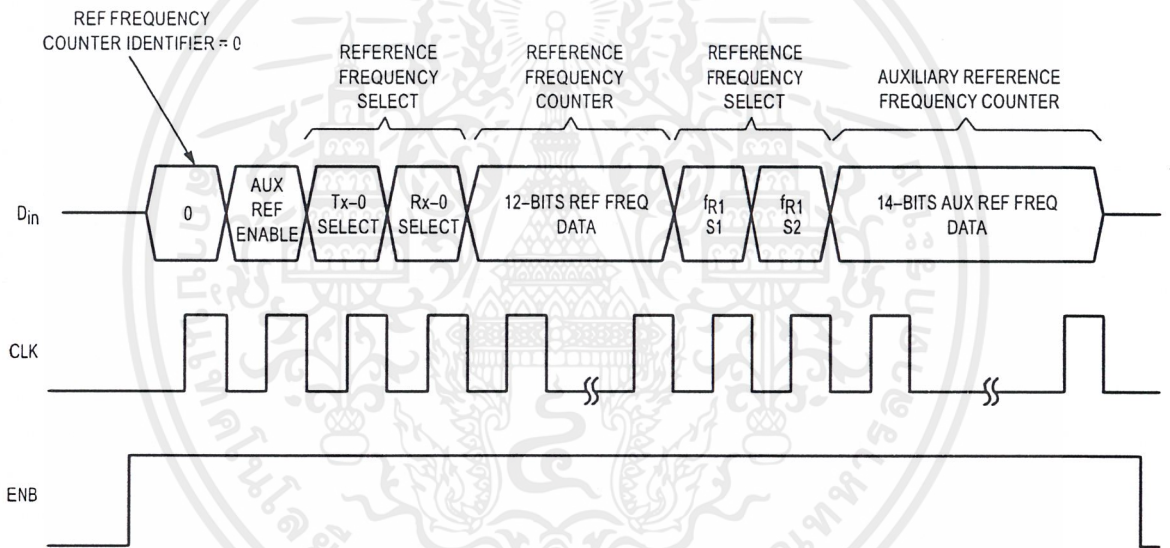 REF FREQUENCY
COUNTER IDENTIFIER = 0
REFERENCE
FREQUENCY
SELECT
REFERENCE
FREQUENCY
COUNTER
REFERENCE
FREQUENCY
SELECT
AUXILIARY REFERENCE
FREQUENCY COUNTER
Din
0
AUX
REF
ENABLE
Tx–0
SELECT
Rx–0
SELECT
12–BITS REF FREQ
DATA
fR1
S1
fR1
S2
14–BITS AUX REF FREQ
DATA
CLK
ENB